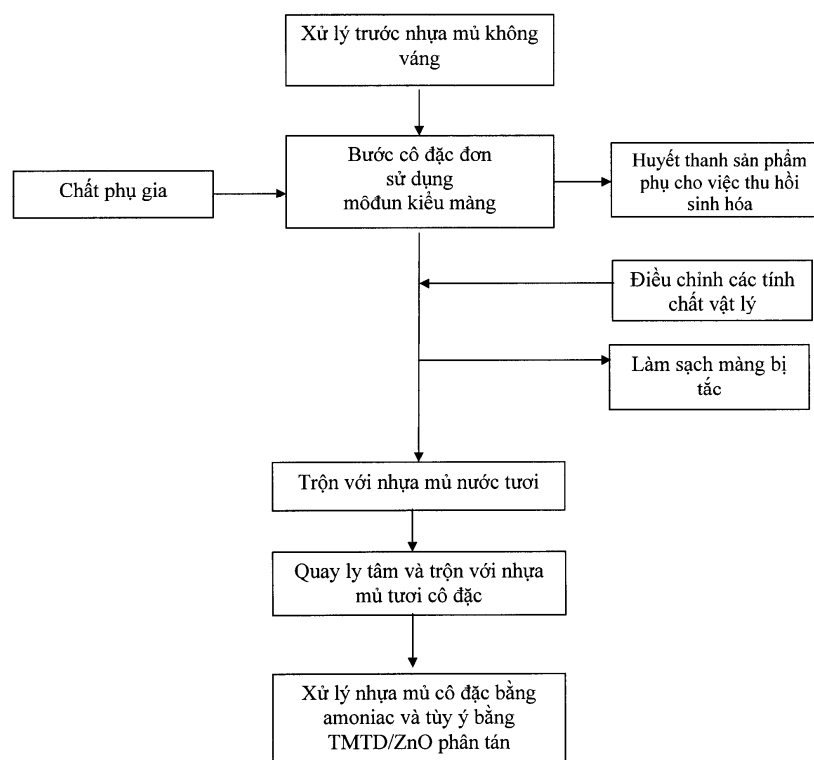 Xử lý trước nhựa mủ không
váng
Bước cô đặc đơn
sử dụng
môđun kiểu màng
Chất phụ gia
Huyết thanh sản phẩm
phụ cho việc thu hồi
sinh hóa
Điều chỉnh các tính
chất vật lý
Làm sạch màng bị
tắc
Trộn với nhựa mủ nước tươi
Quay ly tâm và trộn với nhựa
mủ tươi cô đặc
Xử lý nhựa mủ cô đặc bằng
amoniac và tùy ý bằng
TMTD/ZnO phân tán